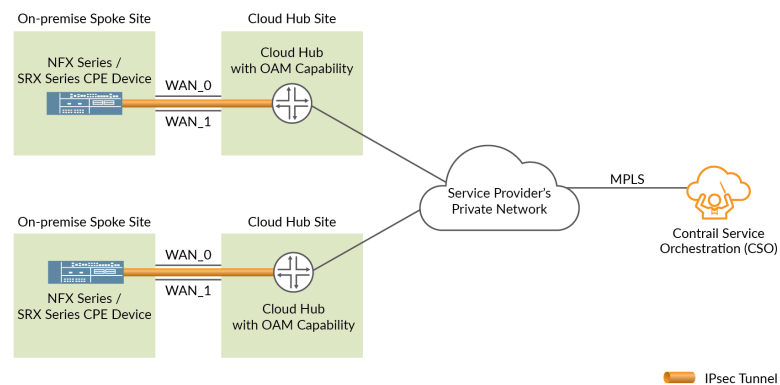 On-premise Spoke Site
Cloud Hub Site
NFX Series /
SRX Series CPE Device
WAN_0
WAN_1
Cloud Hub
with OAM Capability
Service Provider's
Private Network
MPLS
Contrail Service
Orchestration (CSO)
On-premise Spoke Site
Cloud Hub Site
WAN_0
WAN_1
NFX Series /
SRX Series CPE Device
Cloud Hub
with OAM Capability
IPsec Tunnel